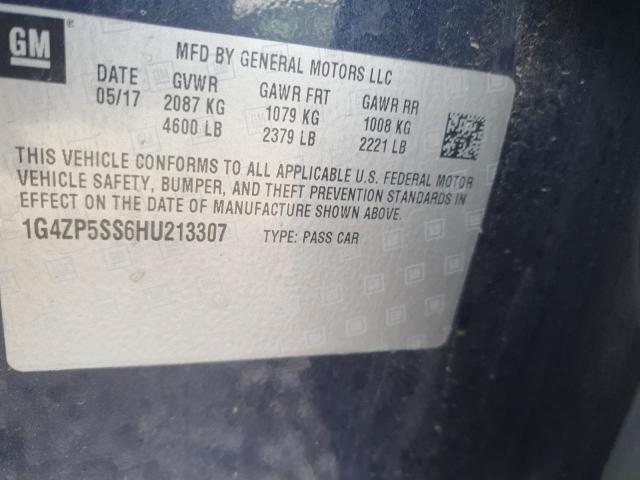 GM ®
MFD BY GENERAL MOTORS LLC
DATE GVWR GAWR FRT GAWR RR
05/17 2087 KG 1079 KG 1008 KG
4600 LB 2379 LB 2221 LB
THIS VEHICLE CONFORMS TO ALL APPLICABLE U.S. FEDERAL MOTOR
VEHICLE SAFETY, BUMPER, AND THEFT PREVENTION STANDARDS IN
EFFECT ON THE DATE OF MANUFACTURE SHOWN ABOVE.
1G4ZP5SS6HU213307 TYPE: PASS CAR